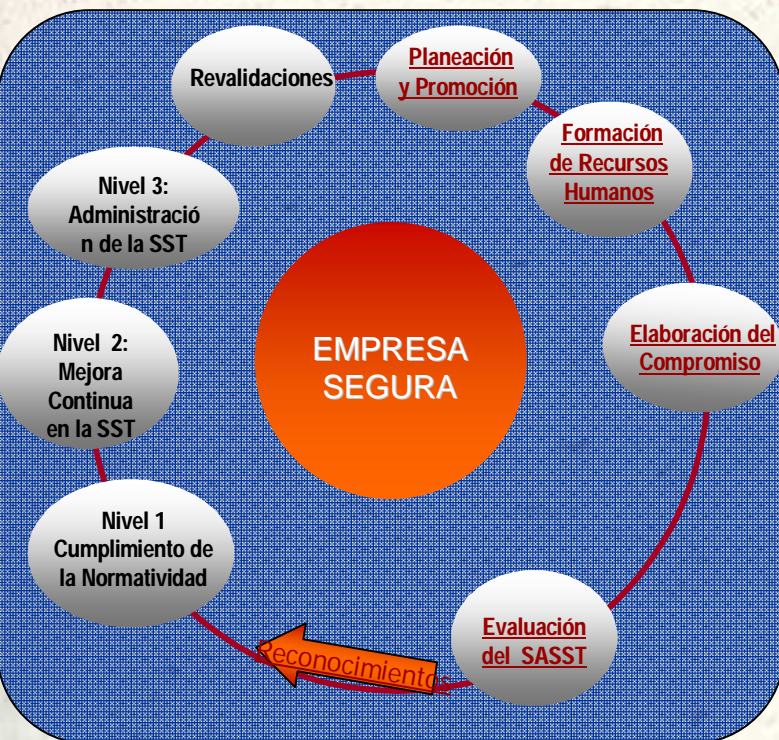 Revalidaciones
Planeación
y Promoción
Formación
de Recursos
Humanos
Elaboración del
Compromiso
Evaluación
del SASST
Reconocimientos
Nivel 1
Cumplimiento de
la Normatividad
Nivel 2:
Mejora
Continua
en la SST
Nivel 3:
Administració
n de la SST
EMPRESA
SEGURA